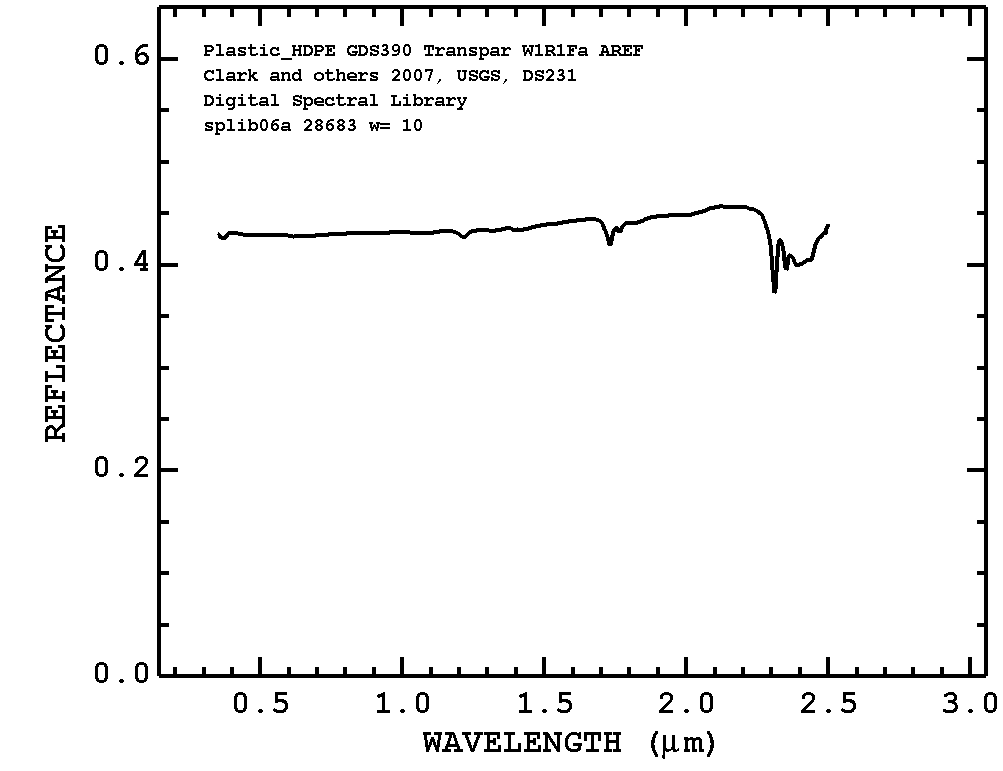 Plastic_HDPE GDS390 Transpar W1R1Fa AREF
Clark and others 2007, USGS, DS231
Digital Spectral Library
splib06a 28683 w= 10
0.6
0.4
0.2
0.0
REFLECTANCE
0.5 1.0 1.5 2.0 2.5 3.0
WAVELENGTH (μm)